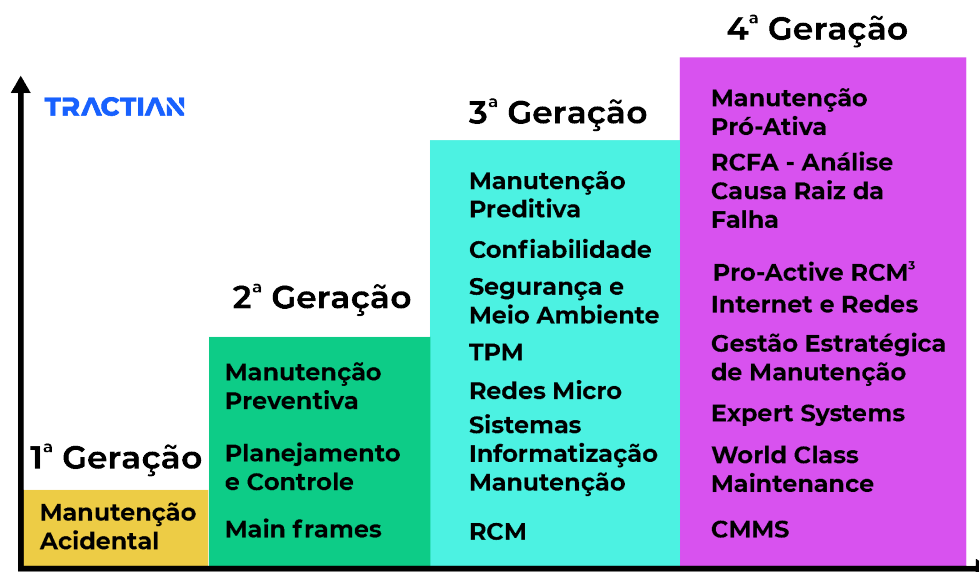 TRACTIAN
1ª Geração
Manutenção
Acidental
2ª Geração
Manutenção
Preventiva
Planejamento
e Controle
Main frames
3ª Geração
Manutenção
Preditiva
Confiabilidade
Segurança e
Meio Ambiente
TPM
Redes Micro
Sistemas
Informatização
Manutenção
RCM
4ª Geração
Manutenção
Pró-Ativa
RCFA - Análise
Causa Raiz da
Falha
Pro-Active RCM³
Internet e Redes
Gestão Estratégica
de Manutenção
Expert Systems
World Class
Maintenance
CMMS